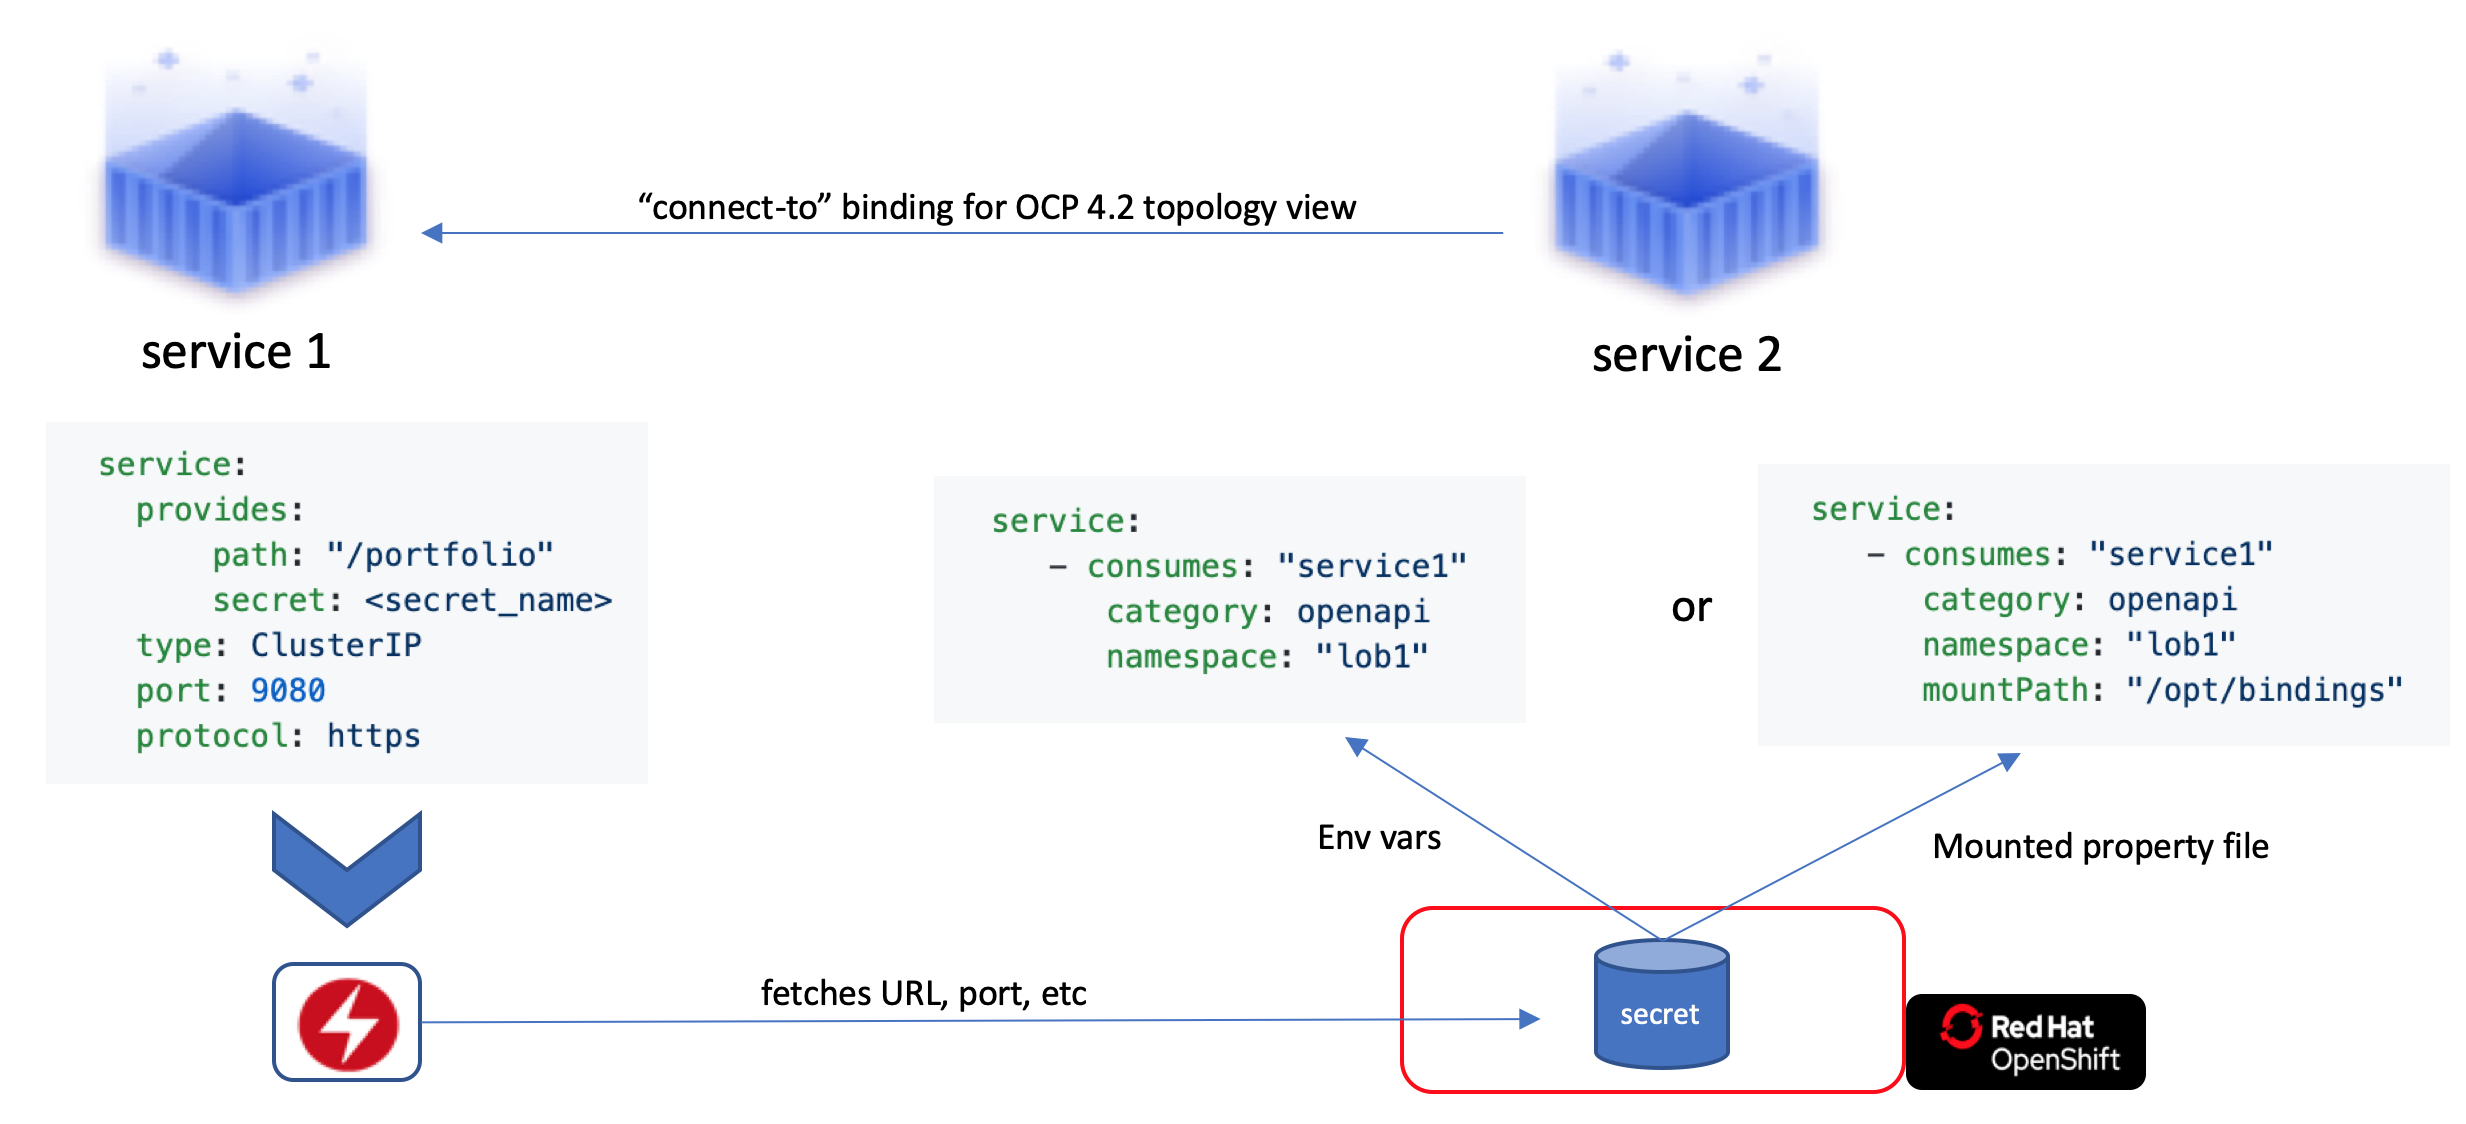 “connect-to” binding for OCP 4.2 topology view
service 1
service 2
service:
  provides:
      path: "/portfolio"
      secret: <secret_name>
  type: ClusterIP
  port: 9080
  protocol: https
service:
   - consumes: "service1"
      category: openapi
      namespace: "lob1"
or
service:
   - consumes: "service1"
      category: openapi
      namespace: "lob1"
      mountPath: "/opt/bindings"
Env vars
Mounted property file
fetches URL, port, etc
secret
Red Hat
OpenShift